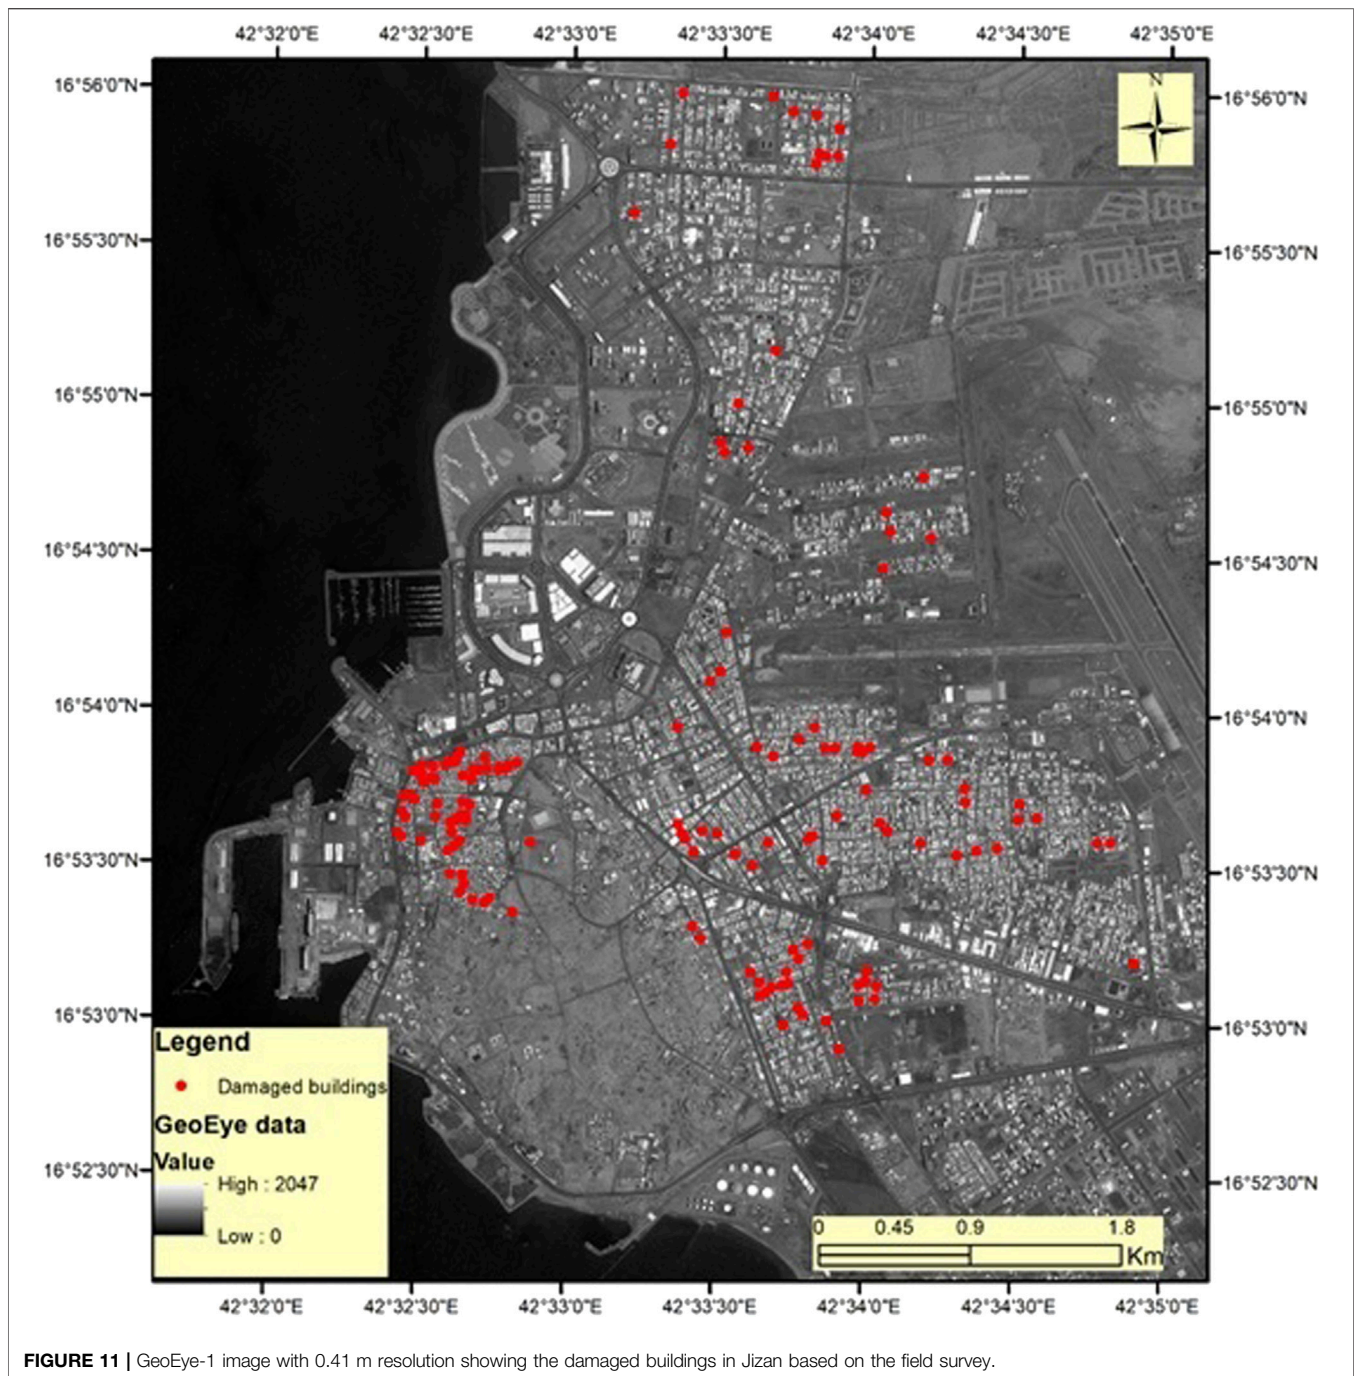 42°32'0"E 42°32'30"E 42°33'0"E 42°33'30"E 42°34'0"E 42°34'30"E 42°35'0"E
N
16°56'0"N 16°56'0"N
16°55'30"N 16°55'30"N
16°55'0"N 16°55'0"N
16°54'30"N 16°54'30"N
16°54'0"N 16°54'0"N
16°53'30"N 16°53'30"N
16°53'0"N 16°53'0"N
Legend
Damaged buildings
GeoEye data
Value
High : 2047
Low : 0
16°52'30"N 16°52'30"N
0 0.45 0.9 1.8
Km
42°32'0"E 42°32'30"E 42°33'0"E 42°33'30"E 42°34'0"E 42°34'30"E 42°35'0"E
FIGURE 11 | GeoEye-1 image with 0.41 m resolution showing the damaged buildings in Jizan based on the field survey.